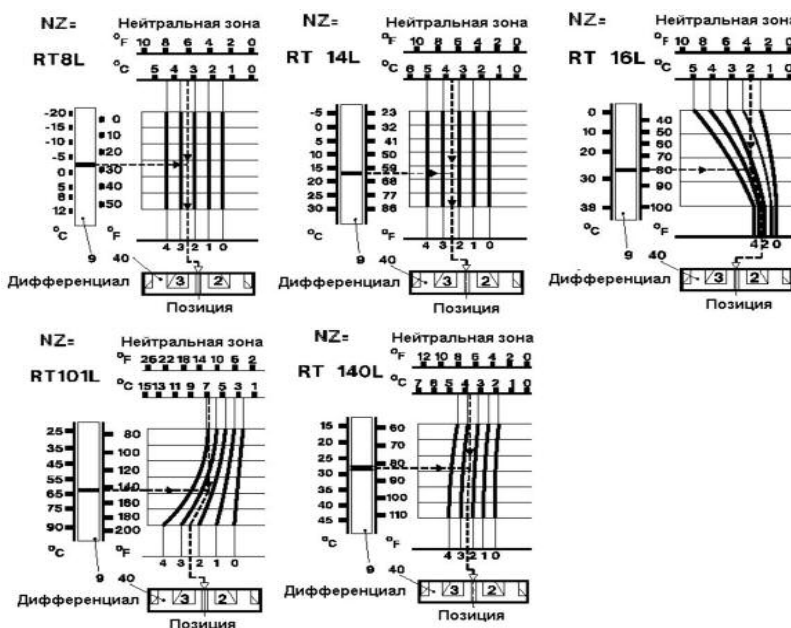 NZ= Нейтральная зона
°F 10 8 6 4 2 0
RT8L
°C 5 4 3 2 1 0
-20 0
-15 10
-10 20
-5 30
0 40
5 50
8
12
°C °F 4 3 2 1 0
9 40
Дифференциал 3 2
Позиция
NZ= Нейтральная зона
°F 10 8 6 4 2 0
RT 14L
°C 6 5 4 3 2 1 0
-5 23
0 32
5 41
10 50
15 59
20 68
25 77
30 86
°C °F 4 3 2 1 0
9 40
Дифференциал 3 2
Позиция
NZ= Нейтральная зона
°F 10 8 6 4 2 0
RT 16L
°C 5 4 3 2 1 0
0 40
10 50
20 60
30 70
38 80
90
100
°C °F 4 2 0
9 40
Дифференциал 3 2
Позиция
NZ= Нейтральная зона
°F 26 22 18 14 10 6 2
RT101L
°C 15 13 11 9 7 5 3 1
25 80
35 100
45 120
55 140
65 160
75 180
90 200
°C °F 4 3 2 1 0
9 40
Дифференциал 3 2
Позиция
NZ= Нейтральная зона
°F 12 10 8 6 4 2 0
RT 140L
°C 7 6 5 4 3 2 1 0
15 60
20 70
25 80
30 90
35 100
40 110
45
°C °F 4 3 2 1 0
9 40
Дифференциал 3 2
Позиция